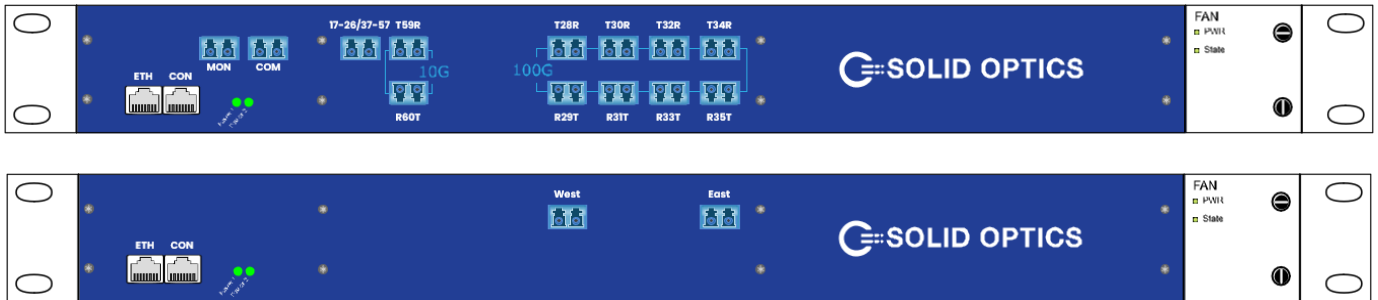 17-26/37-57 T59R T28R T30R T32R T34R FAN
PWR
State
MON COM 10G 100G SOLID OPTICS
ETH CON
R60T R29T R31T R33T R35T
West East FAN
PWR
State
ETH CON SOLID OPTICS